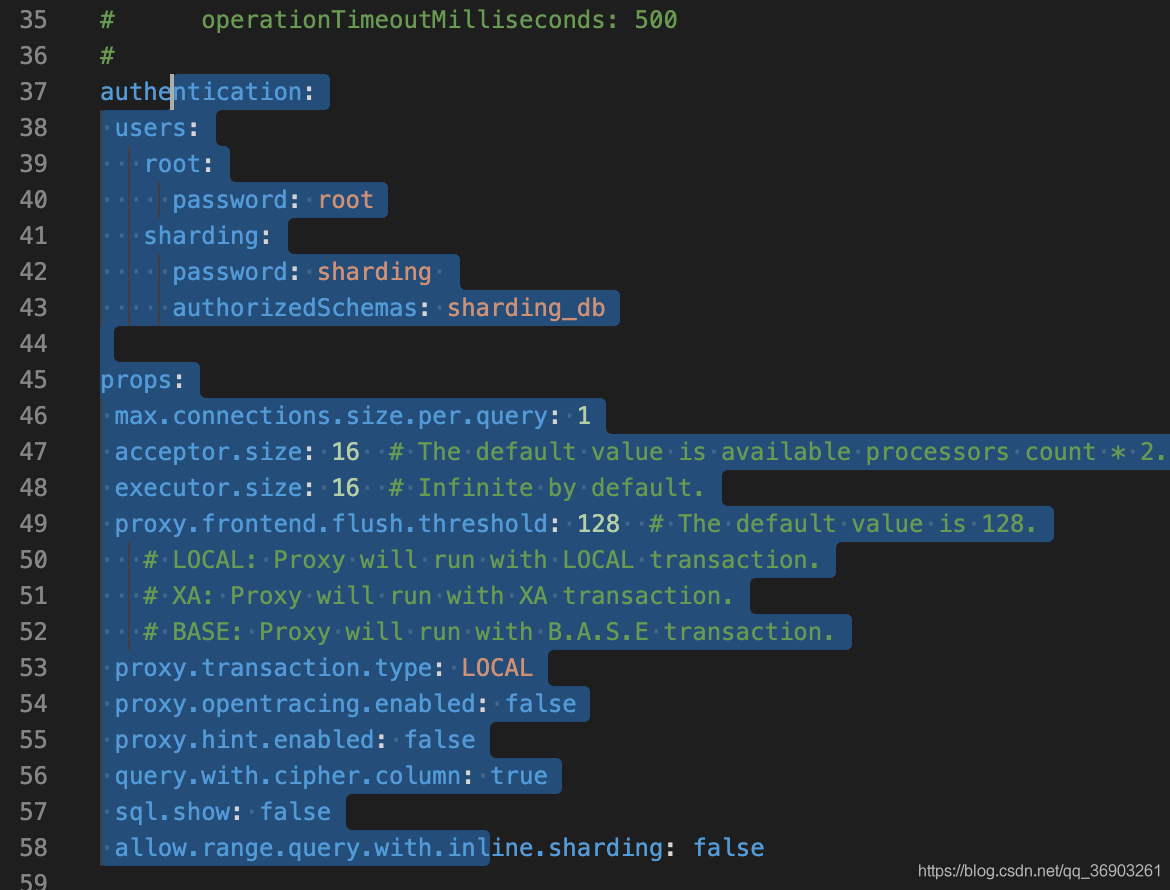 35 #      operationTimeoutMilliseconds: 500
36 #
37 authentication:
38  users:
39    root:
40      password: root
41    sharding:
42      password: sharding
43      authorizedSchemas: sharding_db
44
45 props:
46  max.connections.size.per.query: 1
47  acceptor.size: 16  # The default value is available processors count * 2.
48  executor.size: 16  # Infinite by default.
49  proxy.frontend.flush.threshold: 128  # The default value is 128.
50    # LOCAL: Proxy will run with LOCAL transaction.
51    # XA: Proxy will run with XA transaction.
52    # BASE: Proxy will run with B.A.S.E transaction.
53  proxy.transaction.type: LOCAL
54  proxy.opentracing.enabled: false
55  proxy.hint.enabled: false
56  query.with.cipher.column: true
57  sql.show: false
58  allow.range.query.with.inline.sharding: false
59
https://blog.csdn.net/qq_36903261